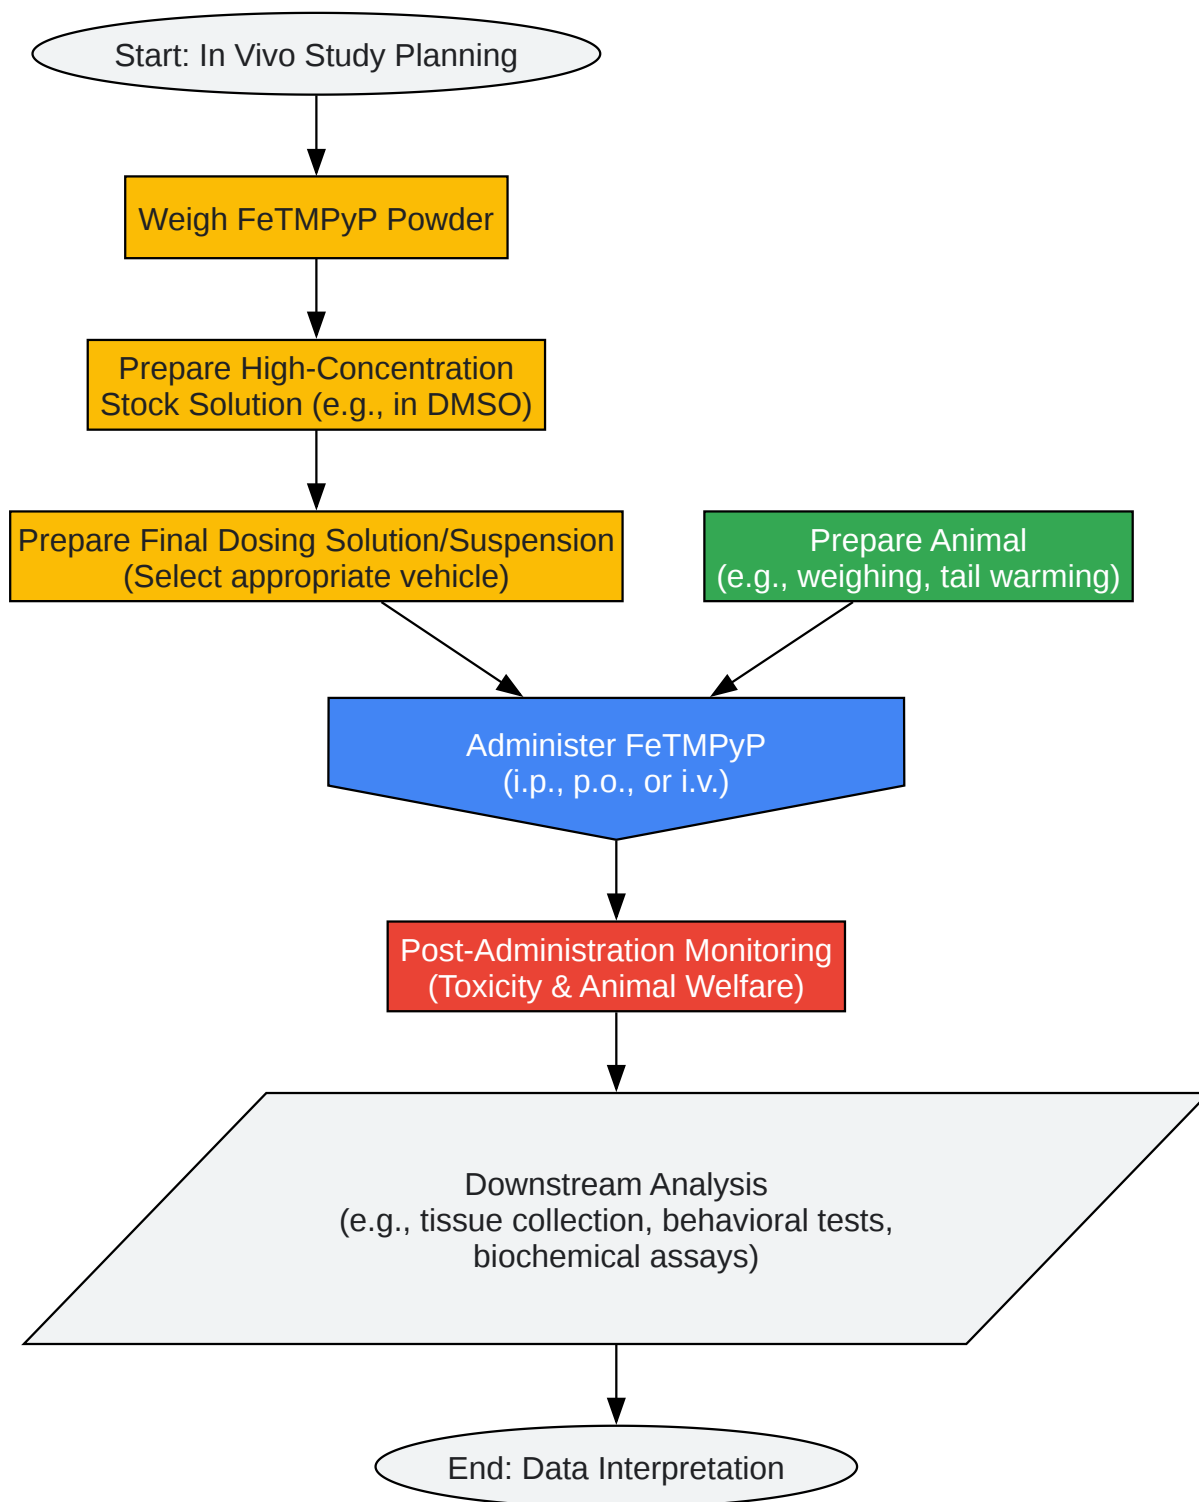 Start: In Vivo Study Planning
Weigh FeTMPyP Powder
Prepare High-Concentration
Stock Solution (e.g., in DMSO)
Prepare Final Dosing Solution/Suspension
(Select appropriate vehicle)
Prepare Animal
(e.g., weighing, tail warming)
Administer FeTMPyP
(i.p., p.o., or i.v.)
Post-Administration Monitoring
(Toxicity & Animal Welfare)
Downstream Analysis
(e.g., tissue collection, behavioral tests,
biochemical assays)
End: Data Interpretation